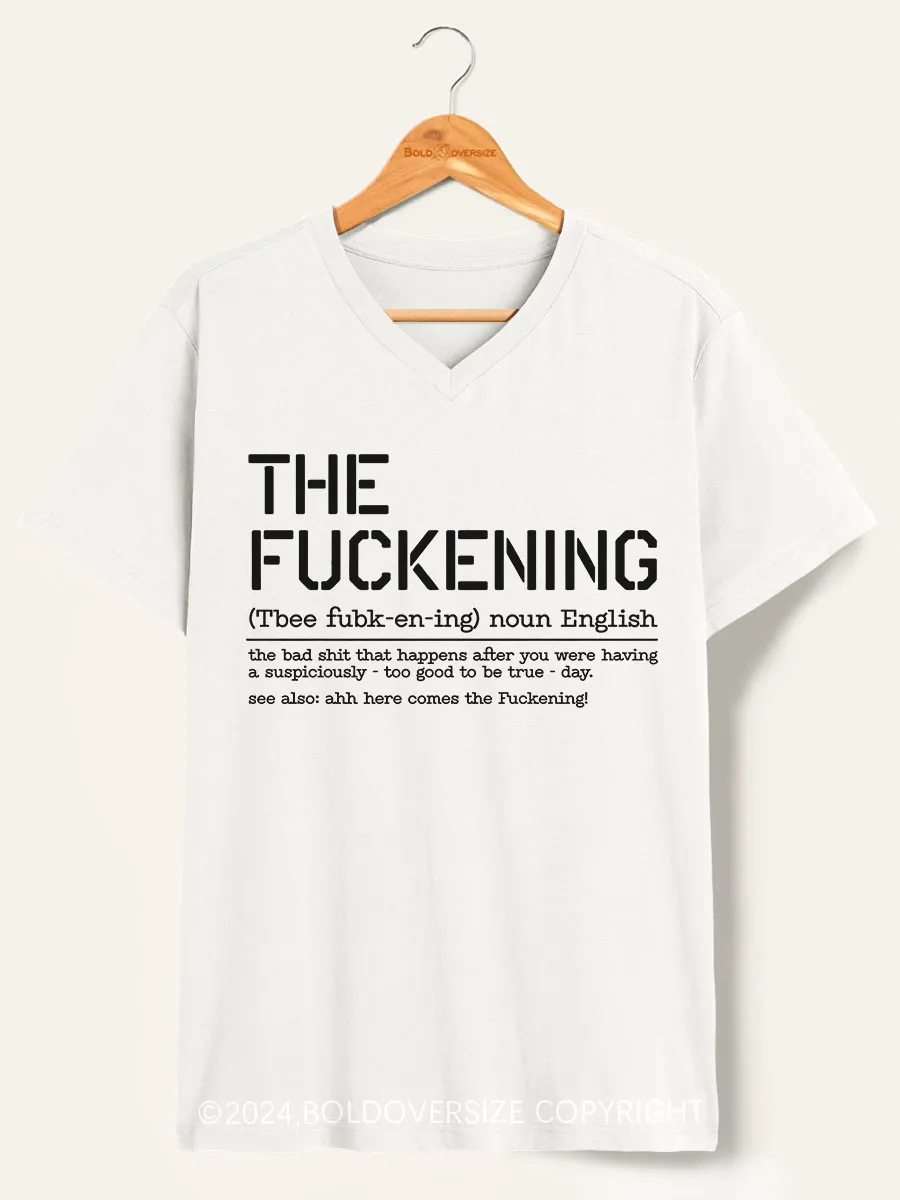 BOLD OVERSIZE
THE
FUCKENING
(Tbee fubk-en-ing) noun English
the bad shit that happens after you were having
a suspiciously - too good to be true - day.
see also: ahh here comes the Fuckening!
©2024,BOLDOVERSIZE COPYRIGHT